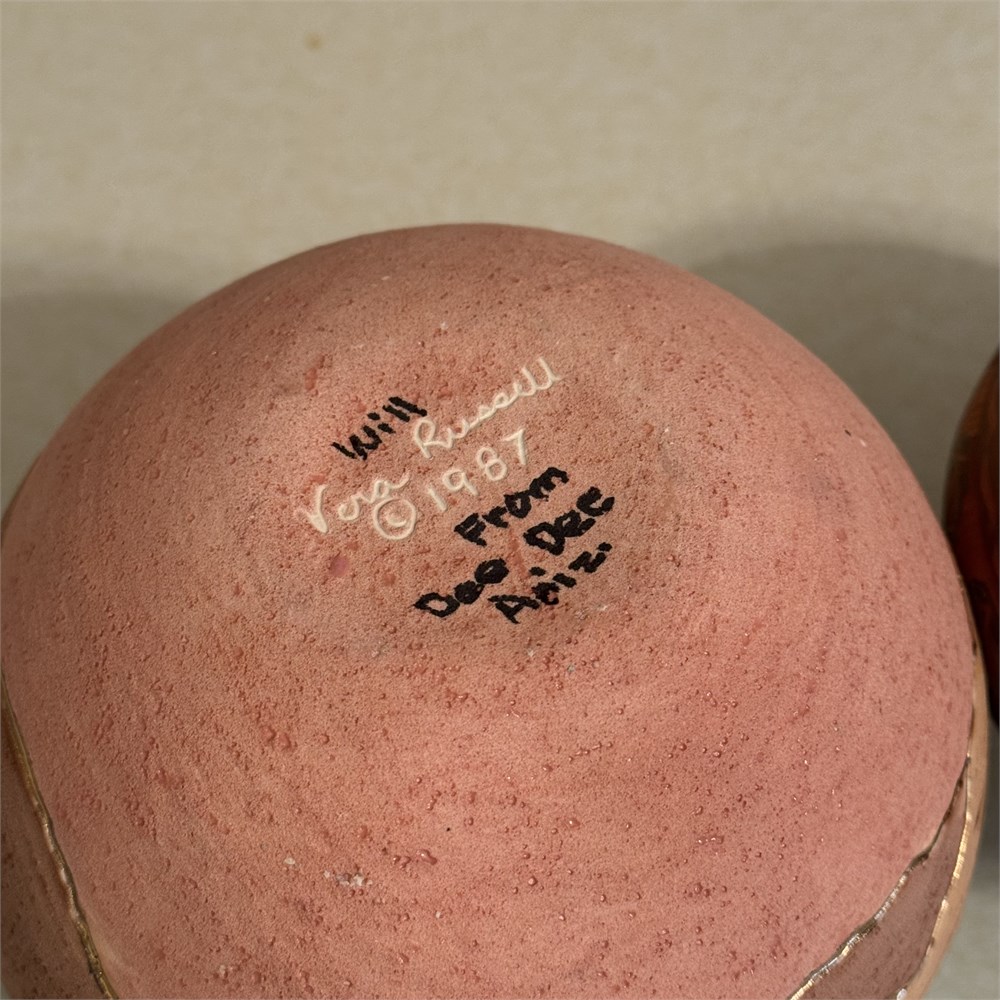 Will
Vera Russell
© 1987
From
Dee Dee
Ariz.